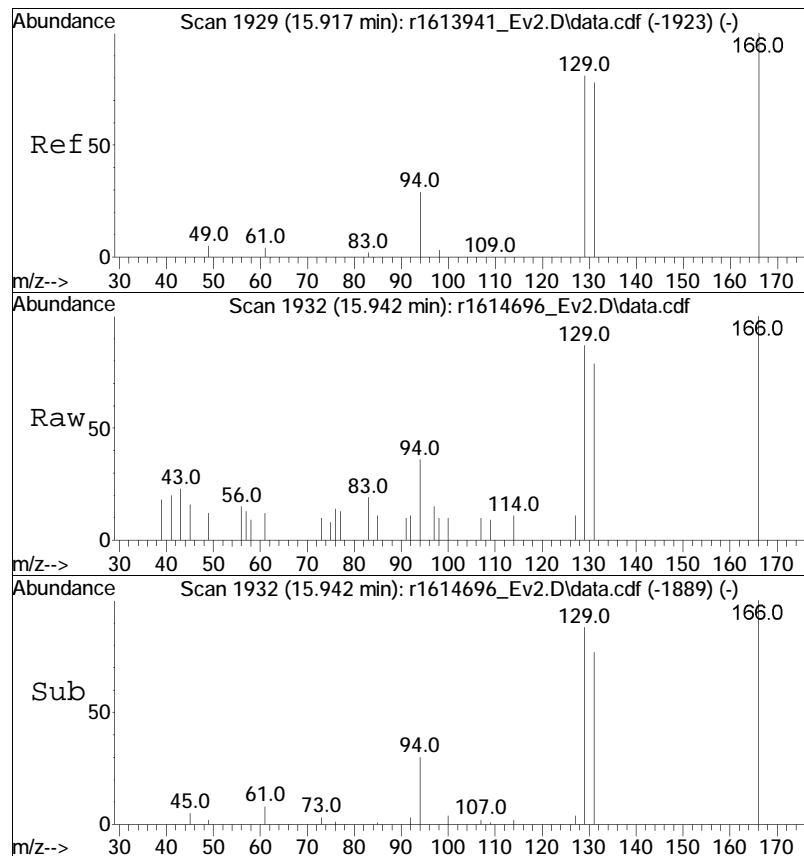 Abundance Scan 1929 (15.917 min): r1613941_Ev2.D\data.cdf (-1923) (-)
166.0
129.0
Ref 50
94.0
49.0 61.0 83.0 109.0
0
30 40 50 60 70 80 90 100 110 120 130 140 150 160 170
m/z-->
Abundance Scan 1932 (15.942 min): r1614696_Ev2.D\data.cdf
129.0 166.0
Raw 50
94.0
43.0 56.0 83.0 114.0
0
30 40 50 60 70 80 90 100 110 120 130 140 150 160 170
m/z-->
Abundance Scan 1932 (15.942 min): r1614696_Ev2.D\data.cdf (-1889) (-)
129.0 166.0
Sub 50
94.0
45.0 61.0 73.0 107.0
0
30 40 50 60 70 80 90 100 110 120 130 140 150 160 170
m/z-->